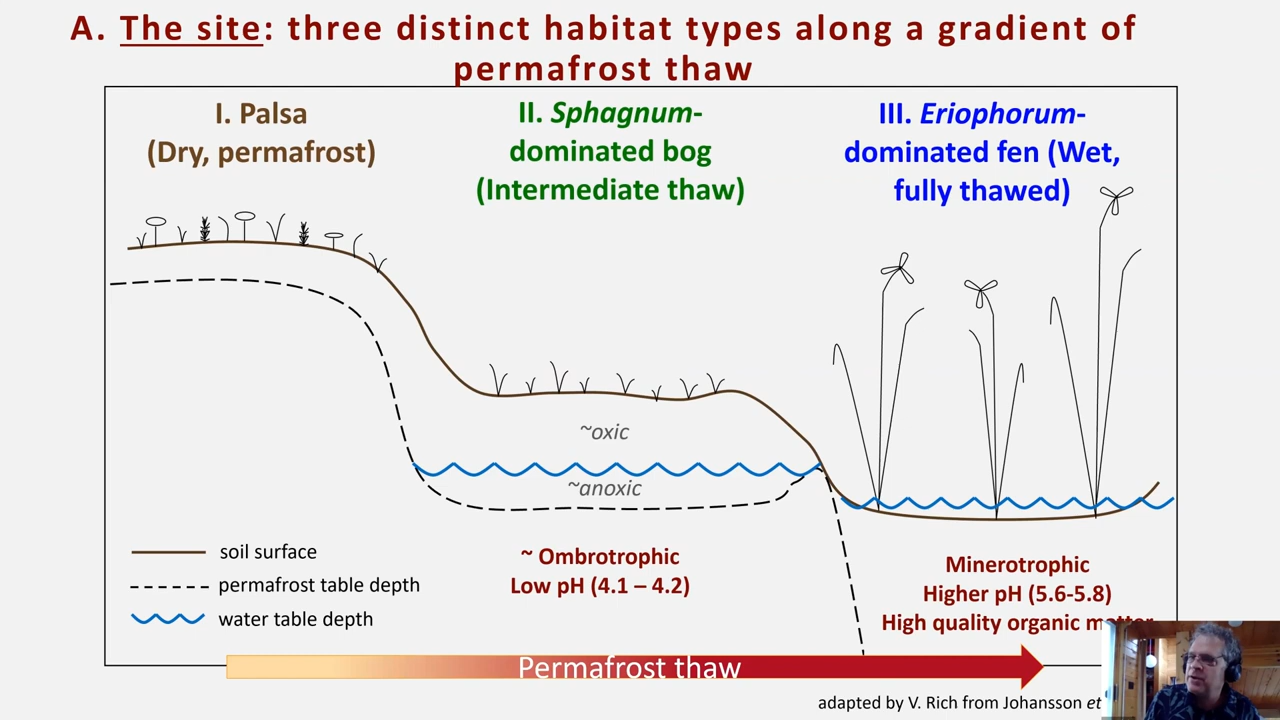 A. The site: three distinct habitat types along a gradient of
permafrost thaw
I. Palsa
(Dry, permafrost)
II. Sphagnum-
dominated bog
(Intermediate thaw)
III. Eriophorum-
dominated fen (Wet,
fully thawed)
~oxic
~anoxic
soil surface
permafrost table depth
water table depth
~ Ombrotrophic
Low pH (4.1 – 4.2)
Minerotrophic
Higher pH (5.6-5.8)
High quality organic matter
Permafrost thaw
adapted by V. Rich from Johansson et